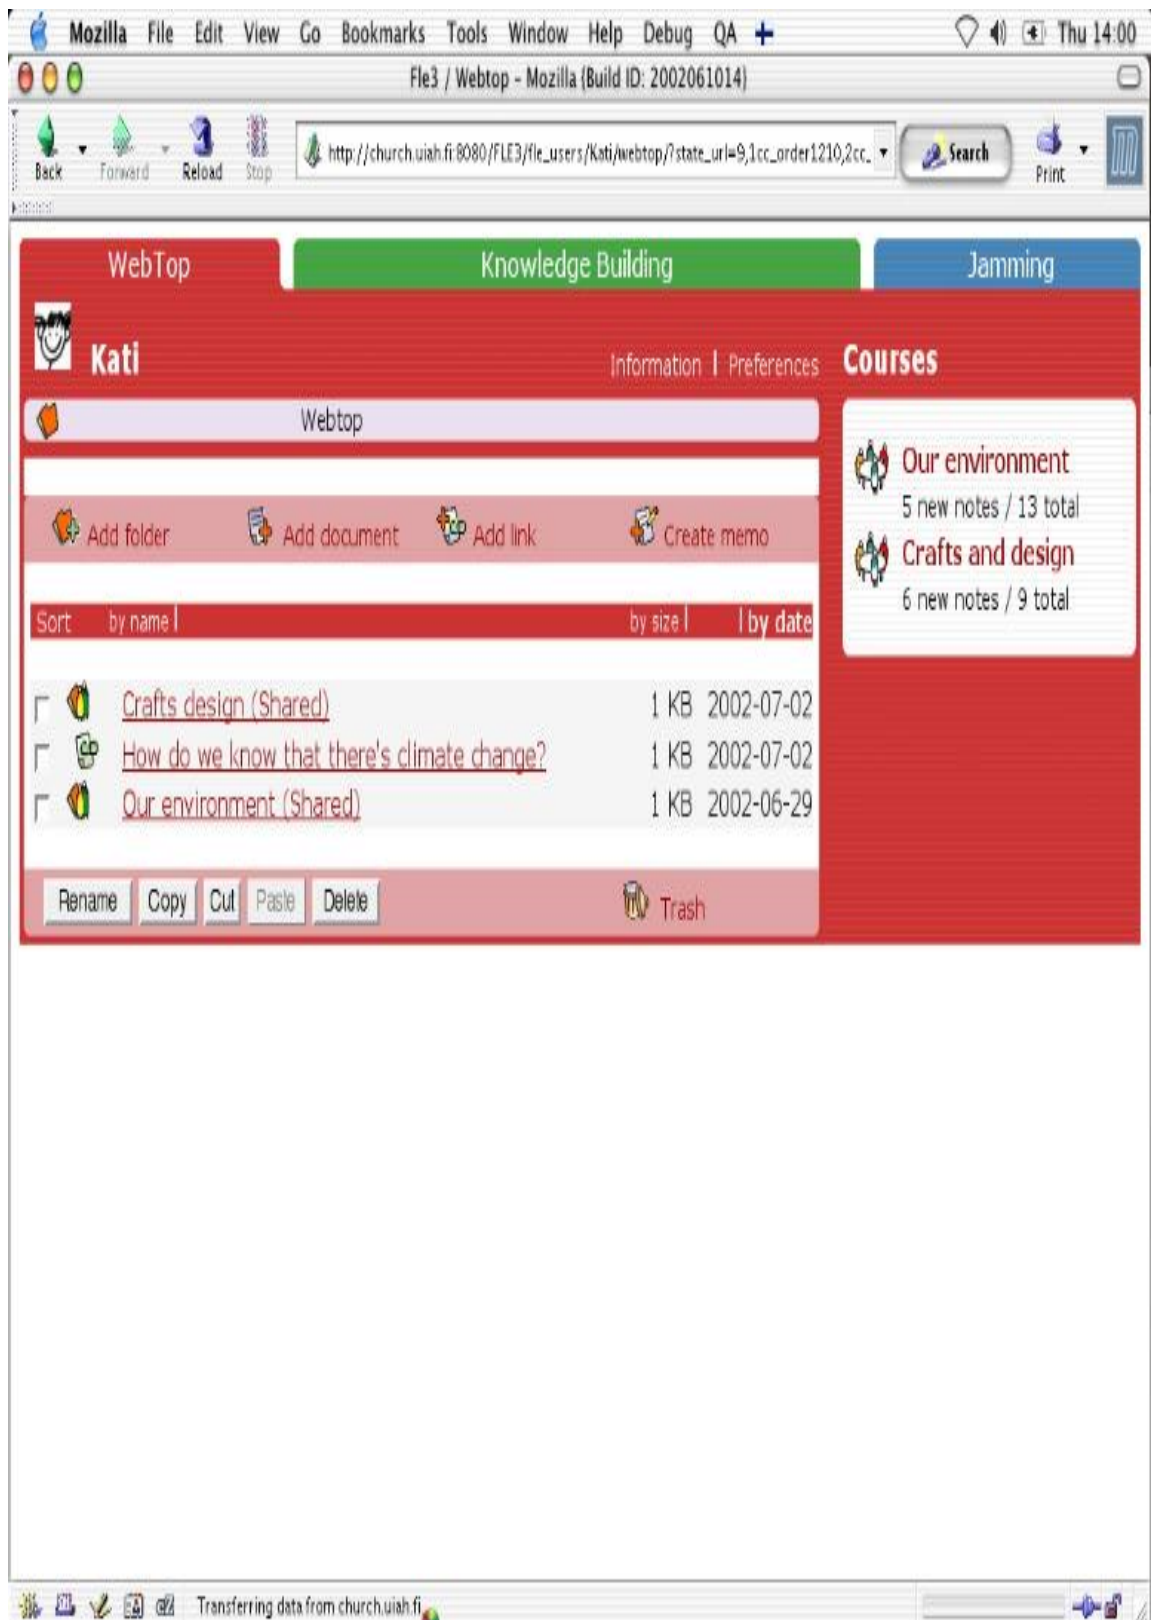 Mozilla File Edit View Go Bookmarks Tools Window Help Debug QA Thu 14:00
Fle3 / Webtop - Mozilla {Build ID: 2002061014}
Back Forward Reload Stop http://church.uiah.fi:8080/FLE3/fle_users/Kati/webtop/?state_url=9,1cc_order1210,2cc_ Search Print
WebTop Knowledge Building Jamming
Kati Information | Preferences Courses
Webtop
Our environment
5 new notes / 13 total
Add folder Add document Add link Create memo
Crafts and design
6 new notes / 9 total
Sort by name | by size | | by date
Crafts design (Shared) 1 KB 2002-07-02
How do we know that there's climate change? 1 KB 2002-07-02
Our environment (Shared) 1 KB 2002-06-29
Rename Copy Cut Paste Delete Trash
Transferring data from church.uiah.fi